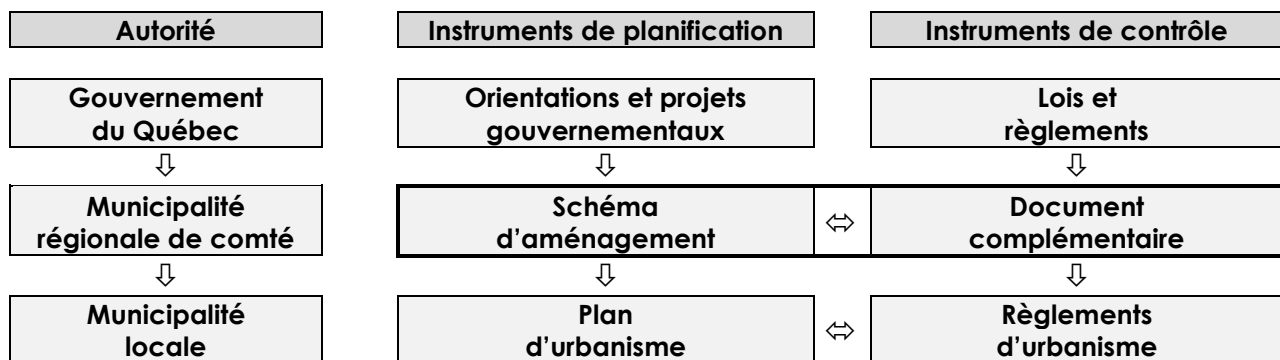 Autorité
Instruments de planification
Instruments de contrôle
Gouvernement
du Québec
Orientations et projets
gouvernementaux
Lois et
règlements
Municipalité
régionale de comté
Schéma
d'aménagement
Document
complémentaire
Municipalité
locale
Plan
d'urbanisme
Règlements
d'urbanisme